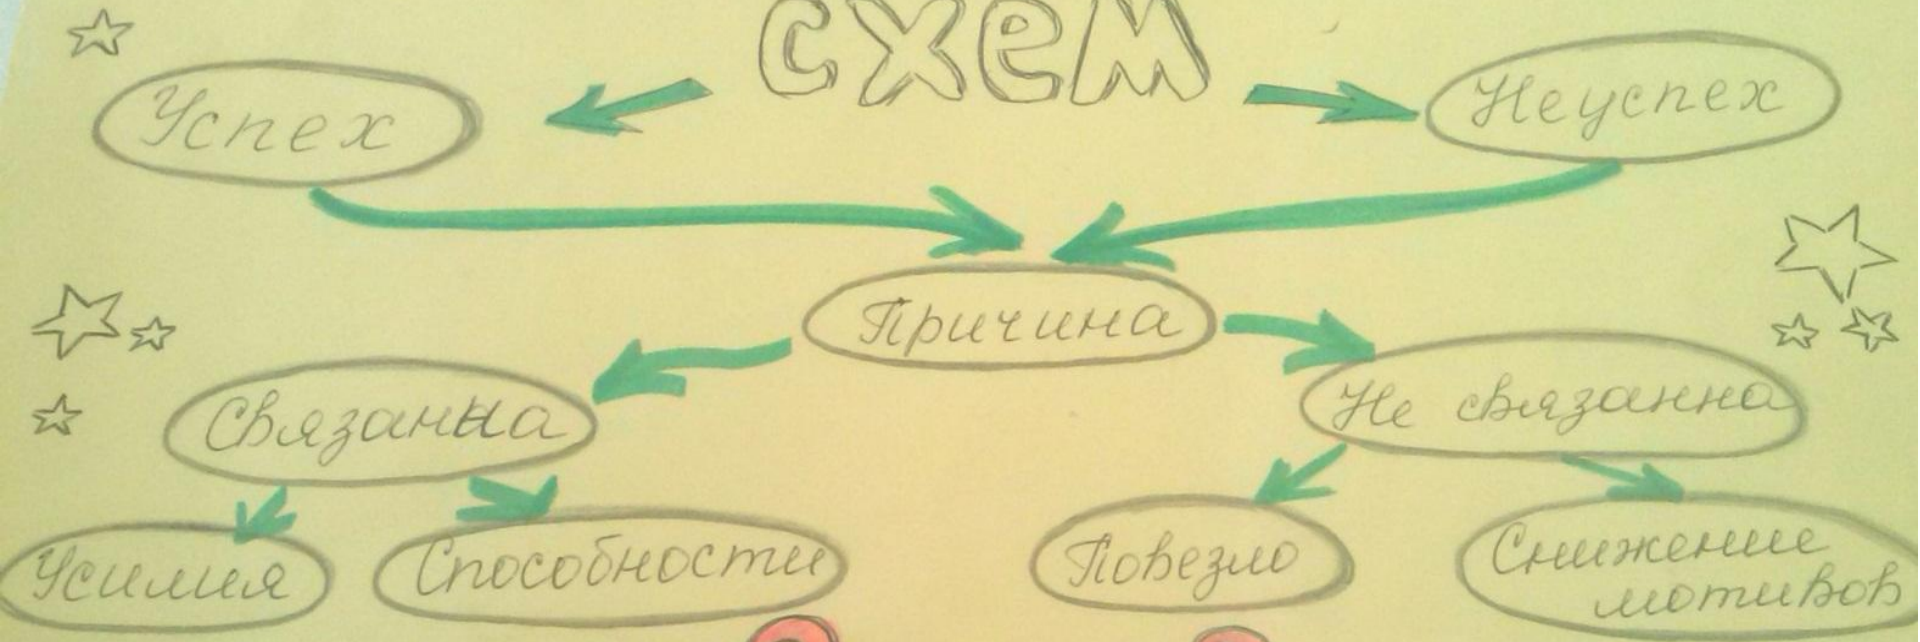 схем
Успех
Неуспех
Причина
Связанна
Не связанна
Усилия
Способности
Повезло
Снижение
мотивов